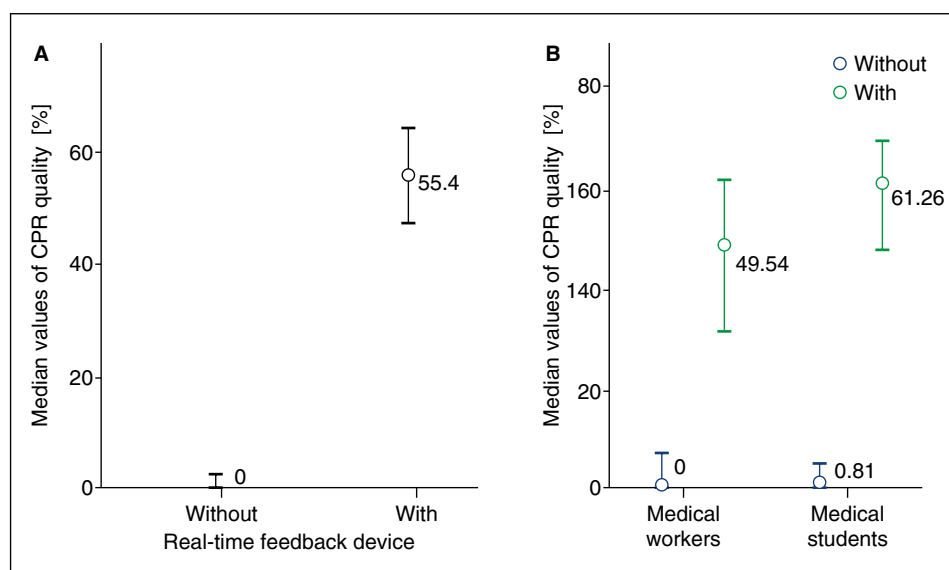 A
Median values of CPR quality [%]
60
40
20
0
55.4
0
Without
With
Real-time feedback device
B
Median values of CPR quality [%]
Without
With
80
160
140
20
0
49.54
61.26
0
0.81
Medical
workers
Medical
students